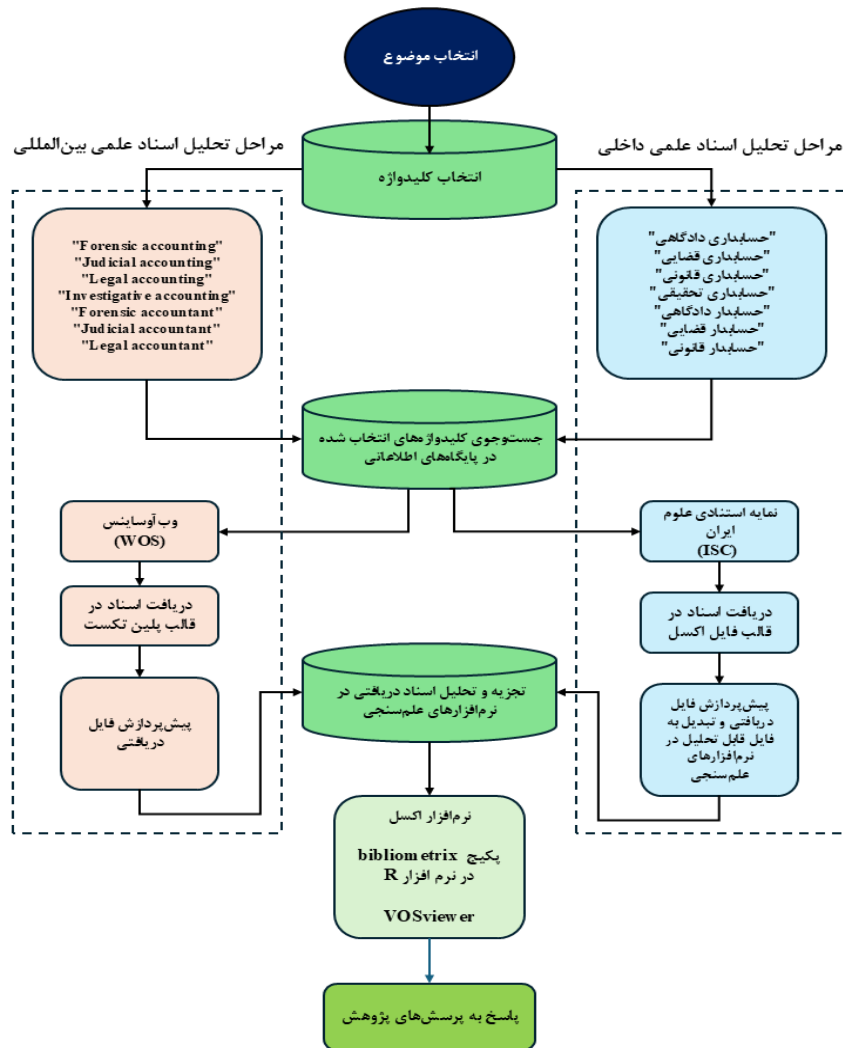 انتخاب موضوع
مراحل تحلیل اسناد علمی داخلی
مراحل تحلیل اسناد علمی بین‌المللی
انتخاب کلیدواژه
"حسابداری دادگاهی"
"حسابداری قضایی"
"حسابداری قانونی"
"حسابداری تحقیقی"
"حسابدار دادگاهی"
"حسابدار قضایی"
"حسابدار قانونی"
"Forensic accounting"
"Judicial accounting"
"Legal accounting"
"Investigative accounting"
"Forensic accountant"
"Judicial accountant"
"Legal accountant"
جست‌وجوی کلیدواژه‌های انتخاب شده
در پایگاه‌های اطلاعاتی
نمایه استنادی علوم
ایران
(ISC)
دریافت اسناد در
قالب فایل اکسل
پیش‌پردازش فایل
دریافتی و تبدیل به
فایل قابل تحلیل در
نرم‌افزارهای
علم‌سنجی
وب‌آوساینس
(WOS)
دریافت اسناد در
قالب پلین تکست
پیش‌پردازش فایل
دریافتی
تجزیه و تحلیل اسناد دریافتی در
نرم‌افزارهای علم‌سنجی
نرم‌افزار اکسل
پکیج bibliometrix
در نرم افزار R
VOSviewer
پاسخ به پرسش‌های پژوهش